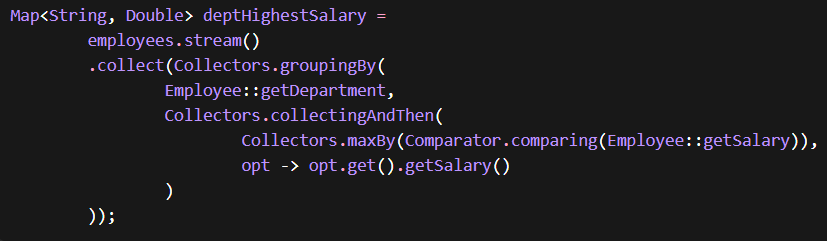 Map<String, Double> deptHighestSalary =
employees.stream()
.collect(Collectors.groupingBy(
Employee::getDepartment,
Collectors.collectingAndThen(
Collectors.maxBy(Comparator.comparing(Employee::getSalary)),
opt -> opt.get().getSalary()
)
));